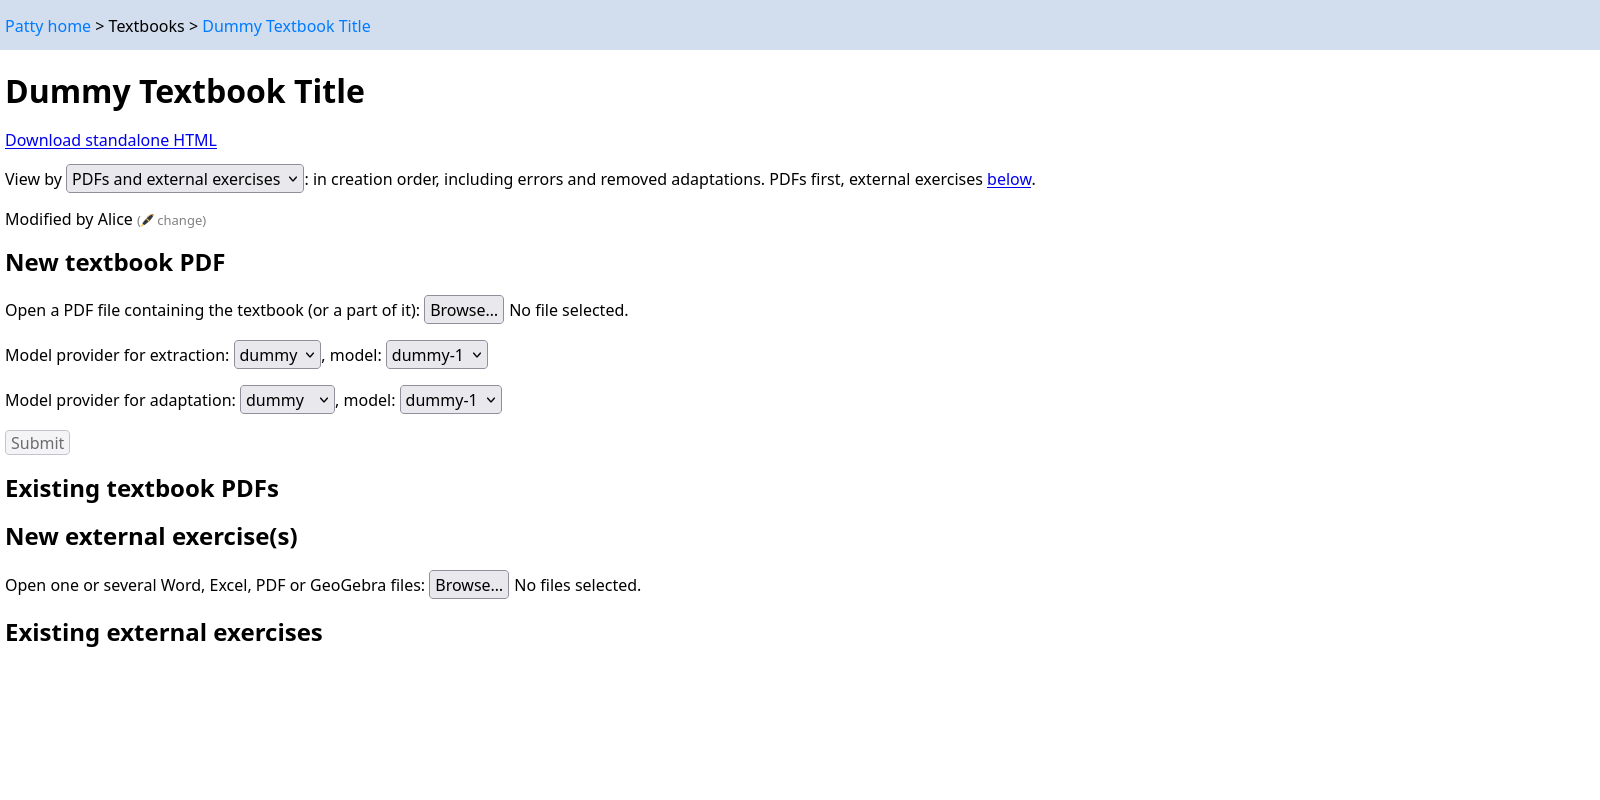 Patty home > Textbooks > Dummy Textbook Title
Dummy Textbook Title
Download standalone HTML
View by PDFs and external exercises : in creation order, including errors and removed adaptations. PDFs first, external exercises below.
Modified by Alice (🖋 change)
New textbook PDF
Open a PDF file containing the textbook (or a part of it): Browse... No file selected.
Model provider for extraction: dummy , model: dummy-1
Model provider for adaptation: dummy , model: dummy-1
Submit
Existing textbook PDFs
New external exercise(s)
Open one or several Word, Excel, PDF or GeoGebra files: Browse... No files selected.
Existing external exercises